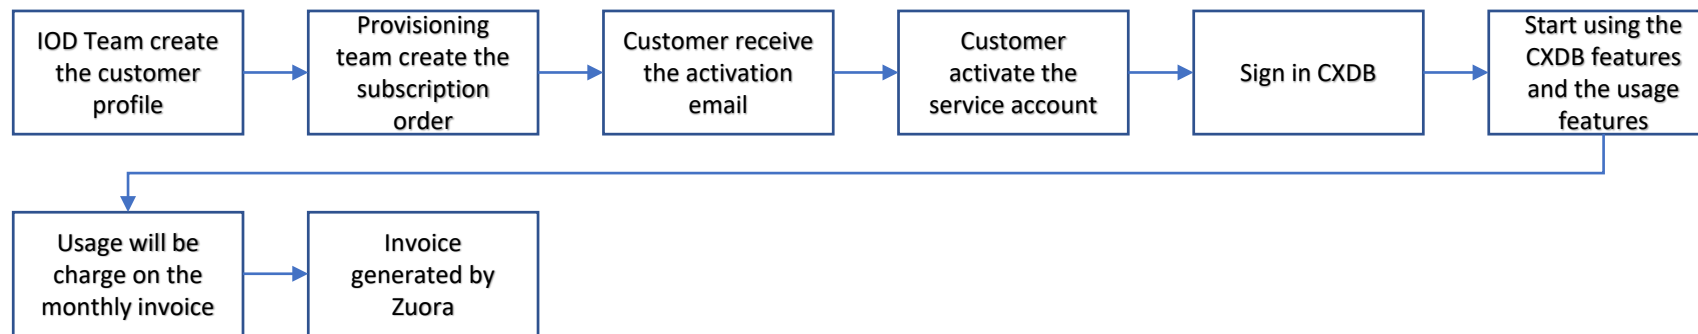 IOD Team create
the customer
profile
Provisioning
team create the
subscription
order
Customer receive
the activation
email
Customer
activate the
service account
Sign in CXDB
Start using the
CXDB features
and the usage
features
Usage will be
charge on the
monthly invoice
Invoice
generated by
Zuora